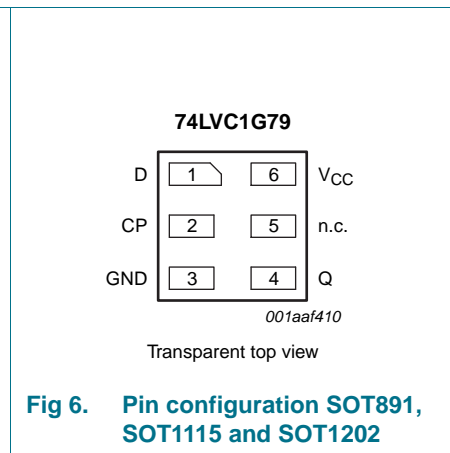 74LVC1G79
D 1 6 VCC
CP 2 5 n.c.
GND 3 4 Q
001aaf410
Transparent top view
Fig 6. Pin configuration SOT891,
SOT1115 and SOT1202